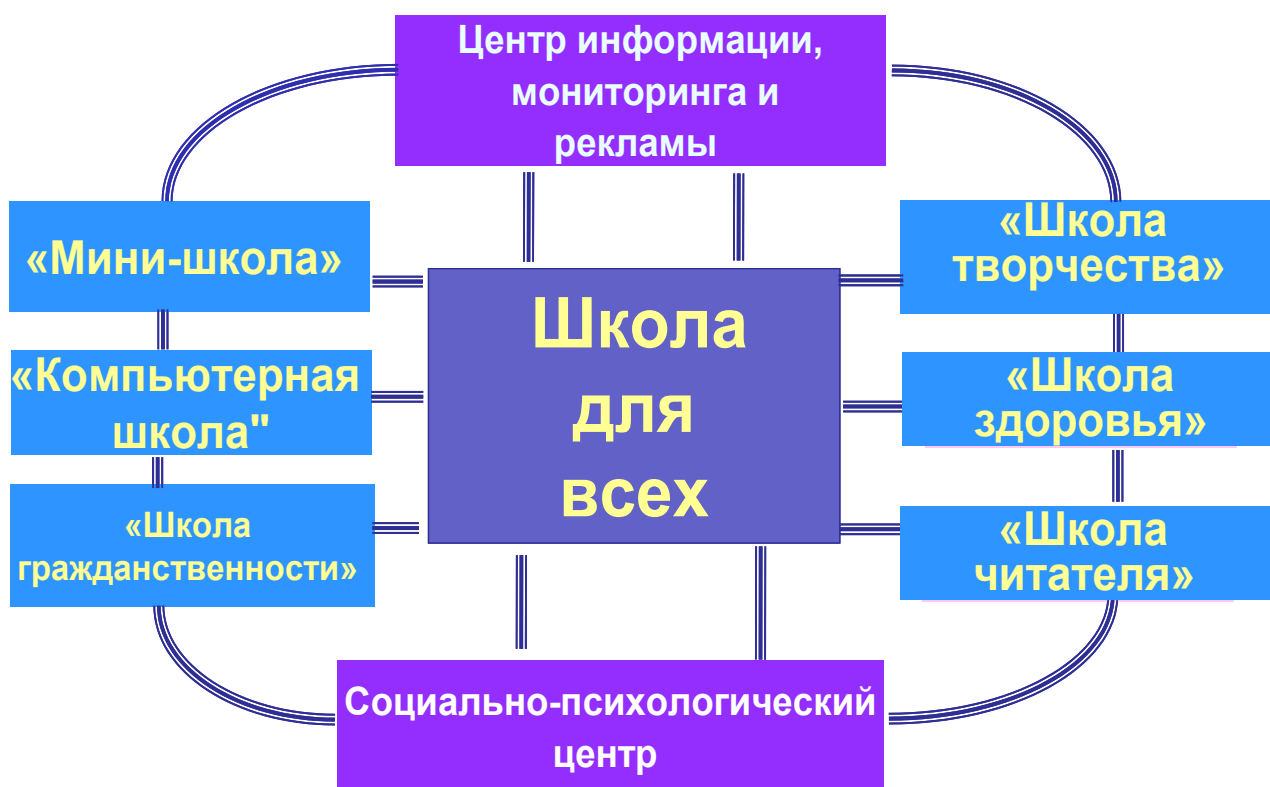 Центр информации,
мониторинга и
рекламы
«Мини-школа»
«Школа
творчества»
Школа
для
всех
«Компьютерная
школа"
«Школа
здоровья»
«Школа
гражданственности»
«Школа
читателя»
Социально-психологический
центр